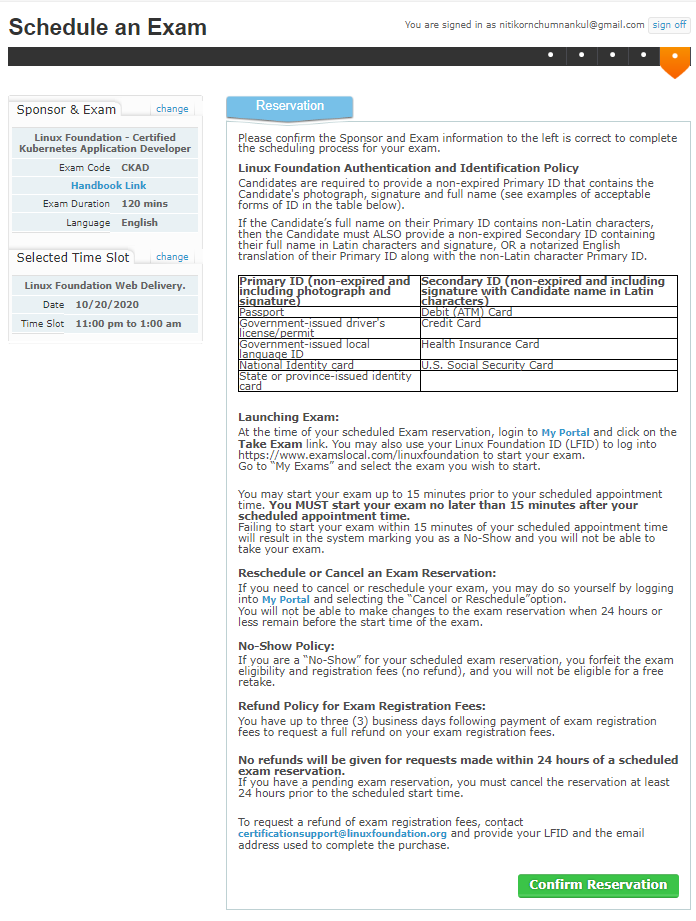 Schedule an Exam
You are signed in as nitikornchumnankul@gmail.com sign off
Sponsor & Exam change
Linux Foundation - Certified
Kubernetes Application Developer
Exam Code CKAD
Handbook Link
Exam Duration 120 mins
Language English
Selected Time Slot change
Linux Foundation Web Delivery.
Date 10/20/2020
Time Slot 11:00 pm to 1:00 am
Reservation
Please confirm the Sponsor and Exam information to the left is correct to complete
the scheduling process for your exam.
Linux Foundation Authentication and Identification Policy
Candidates are required to provide a non-expired Primary ID that contains the
Candidate's photograph, signature and full name (see examples of acceptable
forms of ID in the table below).
If the Candidate’s full name on their Primary ID contains non-Latin characters,
then the Candidate must ALSO provide a non-expired Secondary ID containing
their full name in Latin characters and signature, OR a notarized English
translation of their Primary ID along with the non-Latin character Primary ID.
Primary ID (non-expired and
including photograph and
signature)
Secondary ID (non-expired and including
signature with Candidate name in Latin
characters)
Passport
Debit (ATM) Card
Government-issued driver's
license/permit
Credit Card
Government-issued local
language ID
Health Insurance Card
National Identity card
U.S. Social Security Card
State or province-issued identity
card
Launching Exam:
At the time of your scheduled Exam reservation, login to My Portal and click on the
Take Exam link. You may also use your Linux Foundation ID (LFID) to log into
https://www.examslocal.com/linuxfoundation to start your exam.
Go to “My Exams” and select the exam you wish to start.
You may start your exam up to 15 minutes prior to your scheduled appointment
time. You MUST start your exam no later than 15 minutes after your
scheduled appointment time.
Failing to start your exam within 15 minutes of your scheduled appointment time
will result in the system marking you as a No-Show and you will not be able to
take your exam.
Reschedule or Cancel an Exam Reservation:
If you need to cancel or reschedule your exam, you may do so yourself by logging
into My Portal and selecting the “Cancel or Reschedule”option.
You will not be able to make changes to the exam reservation when 24 hours or
less remain before the start time of the exam.
No-Show Policy:
If you are a “No-Show” for your scheduled exam reservation, you forfeit the exam
eligibility and registration fees (no refund), and you will not be eligible for a free
retake.
Refund Policy for Exam Registration Fees:
You have up to three (3) business days following payment of exam registration
fees to request a full refund on your exam registration fees.
No refunds will be given for requests made within 24 hours of a scheduled
exam reservation.
If you have a pending exam reservation, you must cancel the reservation at least
24 hours prior to the scheduled start time.
To request a refund of exam registration fees, contact
certificationsupport@linuxfoundation.org and provide your LFID and the email
address used to complete the purchase.
Confirm Reservation